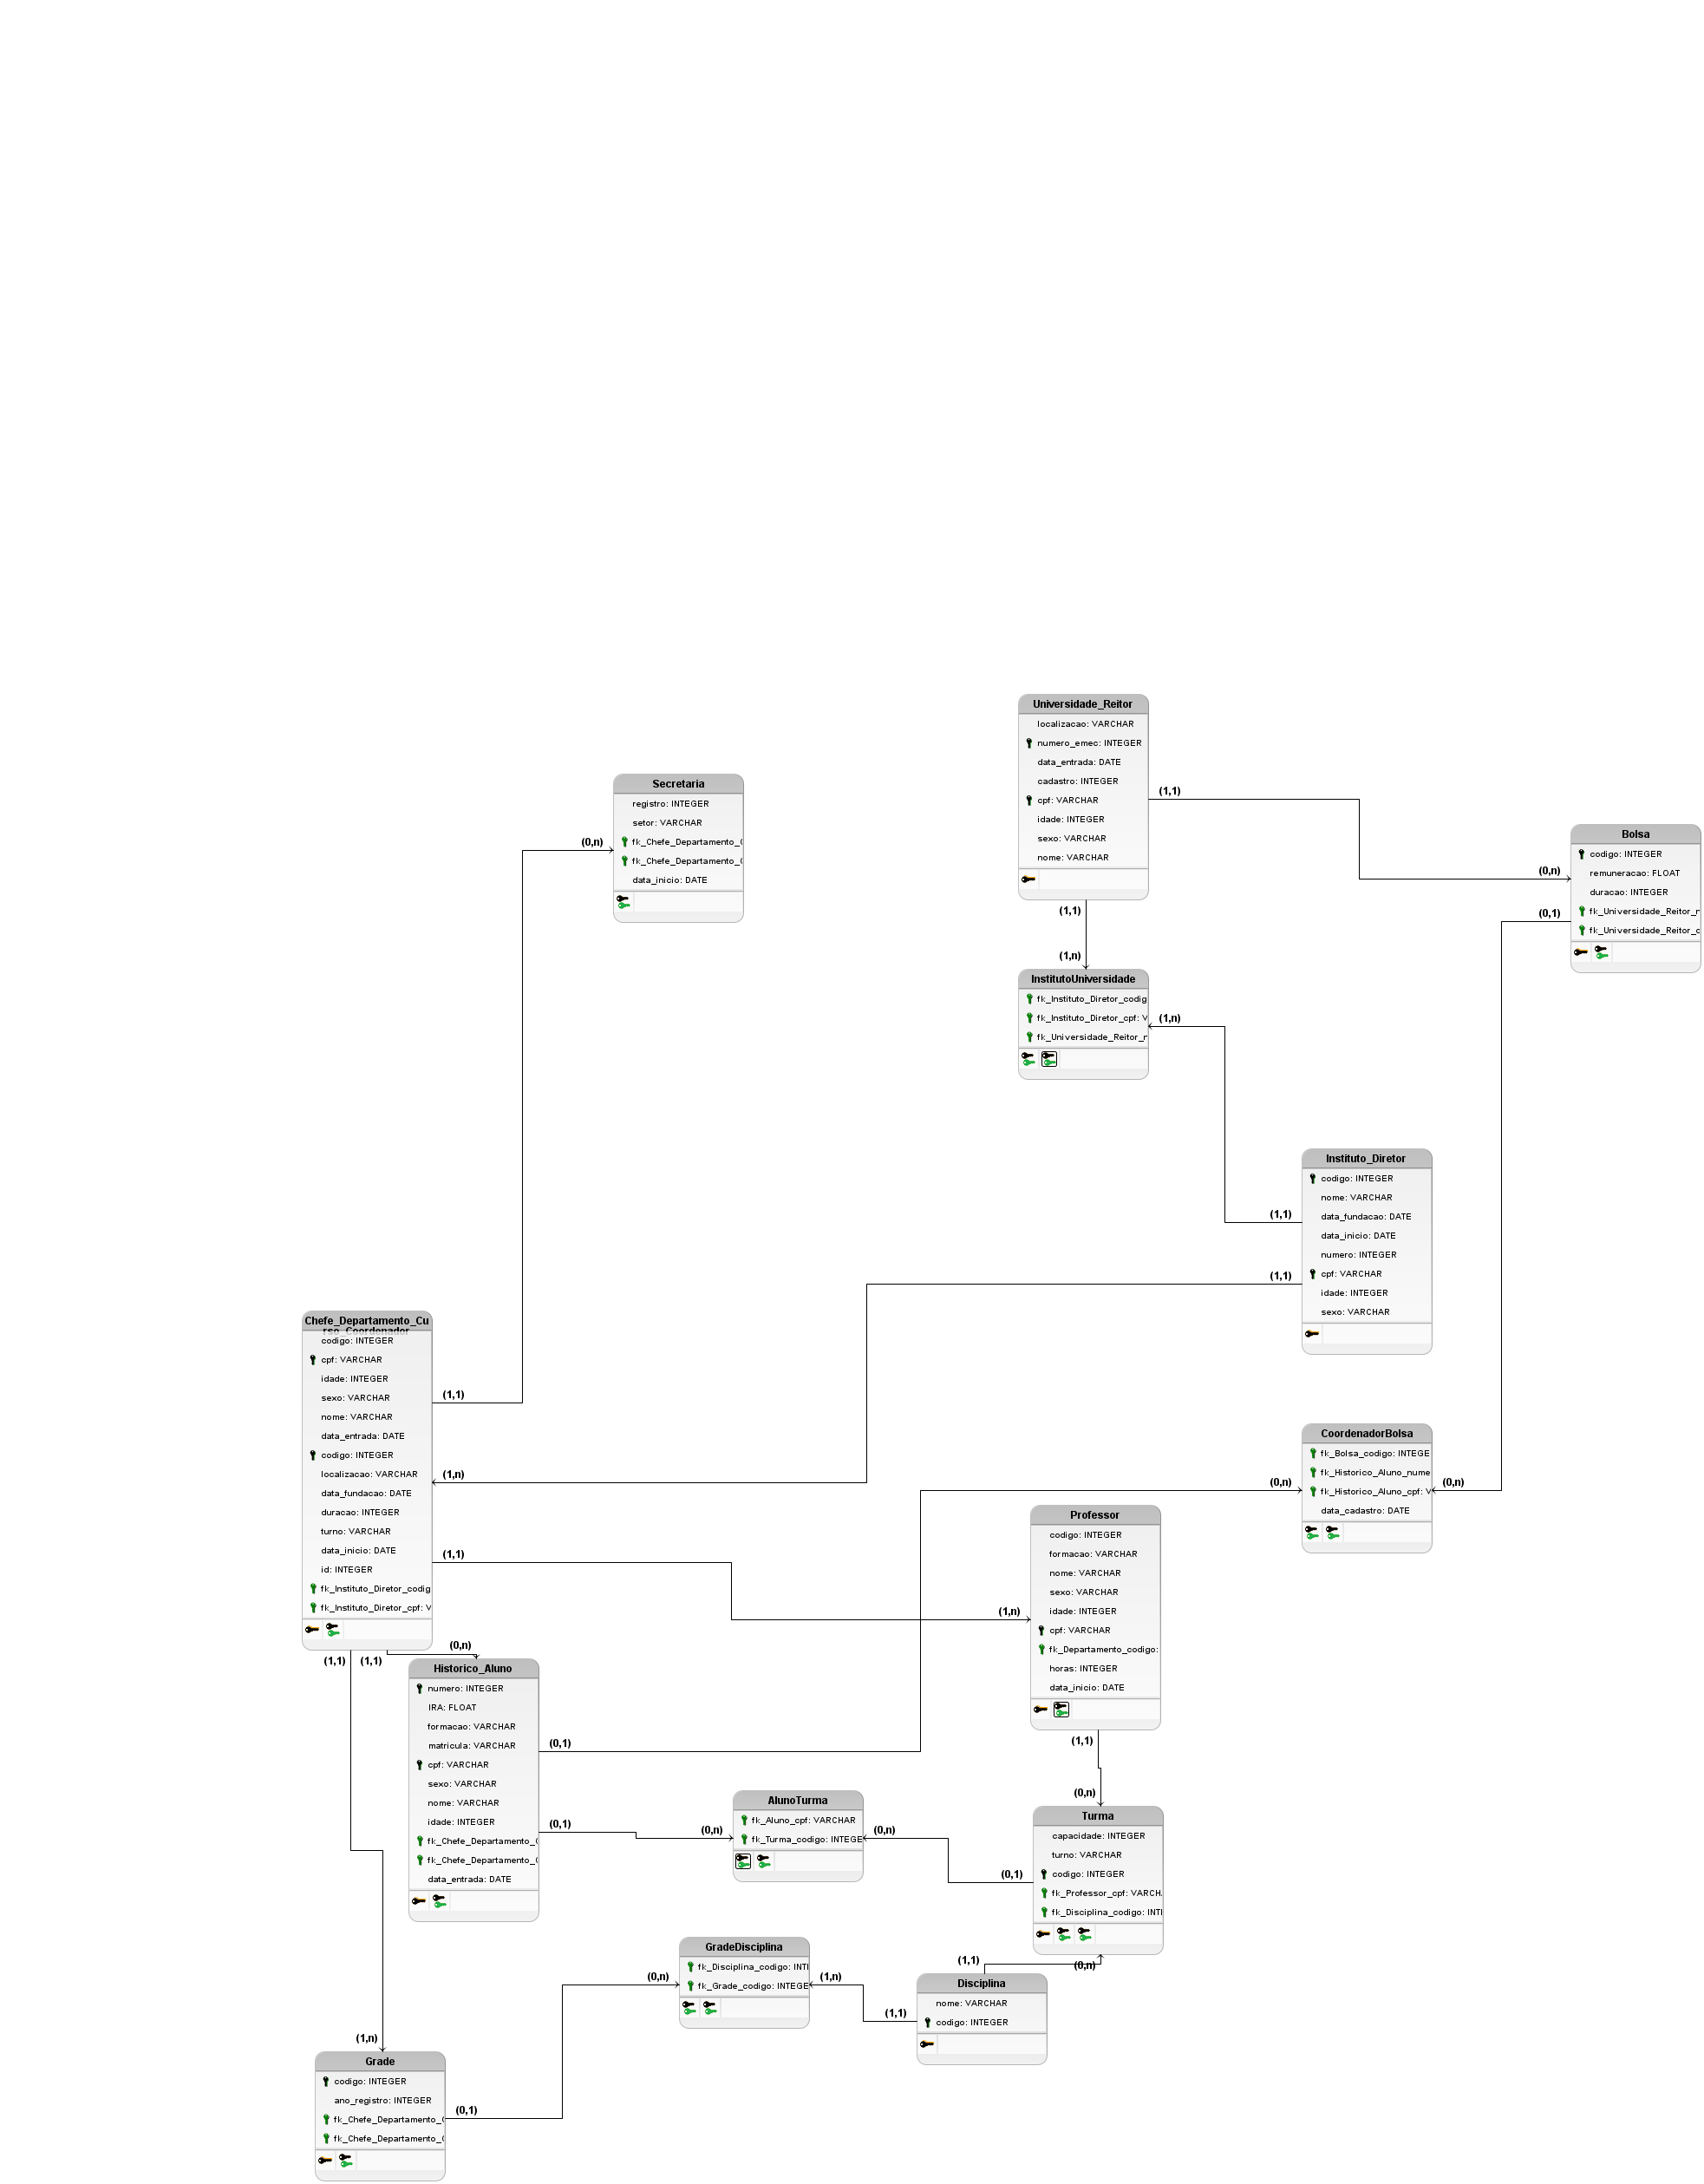 Universidade_Reitor
localizacao: VARCHAR
numero_emec: INTEGER
data_entrada: DATE
cadastro: INTEGER
cpf: VARCHAR
idade: INTEGER
sexo: VARCHAR
nome: VARCHAR
(1,1)
(1,1)
Secretaria
registro: INTEGER
setor: VARCHAR
fk_Chefe_Departamento_
fk_Chefe_Departamento_
data_inicio: DATE
(0,n)
Bolsa
codigo: INTEGER
remuneracao: FLOAT
duracao: INTEGER
fk_Universidade_Reitor_n
fk_Universidade_Reitor_c
(0,n)
(0,1)
(1,n)
InstitutoUniversidade
fk_Instituto_Diretor_codig
fk_Instituto_Diretor_cpf: V
fk_Universidade_Reitor_n
(1,n)
Instituto_Diretor
codigo: INTEGER
nome: VARCHAR
data_fundacao: DATE
data_inicio: DATE
numero: INTEGER
cpf: VARCHAR
idade: INTEGER
sexo: VARCHAR
(1,1)
(1,1)
Chefe_Departamento_Cu
rso_Coordenador
codigo: INTEGER
cpf: VARCHAR
idade: INTEGER
sexo: VARCHAR
nome: VARCHAR
data_entrada: DATE
codigo: INTEGER
localizacao: VARCHAR
data_fundacao: DATE
duracao: INTEGER
turno: VARCHAR
data_inicio: DATE
id: INTEGER
fk_Instituto_Diretor_codig
fk_Instituto_Diretor_cpf: V
(1,1)
(1,n)
(1,1)
(1,1)
(1,1)
CoordenadorBolsa
fk_Bolsa_codigo: INTEGE
fk_Historico_Aluno_nume
fk_Historico_Aluno_cpf: V
data_cadastro: DATE
(0,n)
(0,n)
Professor
codigo: INTEGER
formacao: VARCHAR
nome: VARCHAR
sexo: VARCHAR
idade: INTEGER
cpf: VARCHAR
fk_Departamento_codigo:
horas: INTEGER
data_inicio: DATE
(1,n)
(1,1)
(0,n)
Historico_Aluno
numero: INTEGER
IRA: FLOAT
formacao: VARCHAR
matricula: VARCHAR
cpf: VARCHAR
sexo: VARCHAR
nome: VARCHAR
idade: INTEGER
fk_Chefe_Departamento_
fk_Chefe_Departamento_
data_entrada: DATE
(0,1)
(0,1)
AlunoTurma
fk_Aluno_cpf: VARCHAR
fk_Turma_codigo: INTEGE
(0,n)
(0,n)
(0,n)
Turma
capacidade: INTEGER
turno: VARCHAR
codigo: INTEGER
fk_Professor_cpf: VARCH
fk_Disciplina_codigo: INT
(0,1)
(0,n)
GradeDisciplina
fk_Disciplina_codigo: INT
fk_Grade_codigo: INTEGE
(0,n)
(1,n)
(1,1)
Disciplina
nome: VARCHAR
codigo: INTEGER
(1,1)
(1,n)
Grade
codigo: INTEGER
ano_registro: INTEGER
fk_Chefe_Departamento_
fk_Chefe_Departamento_
(0,1)